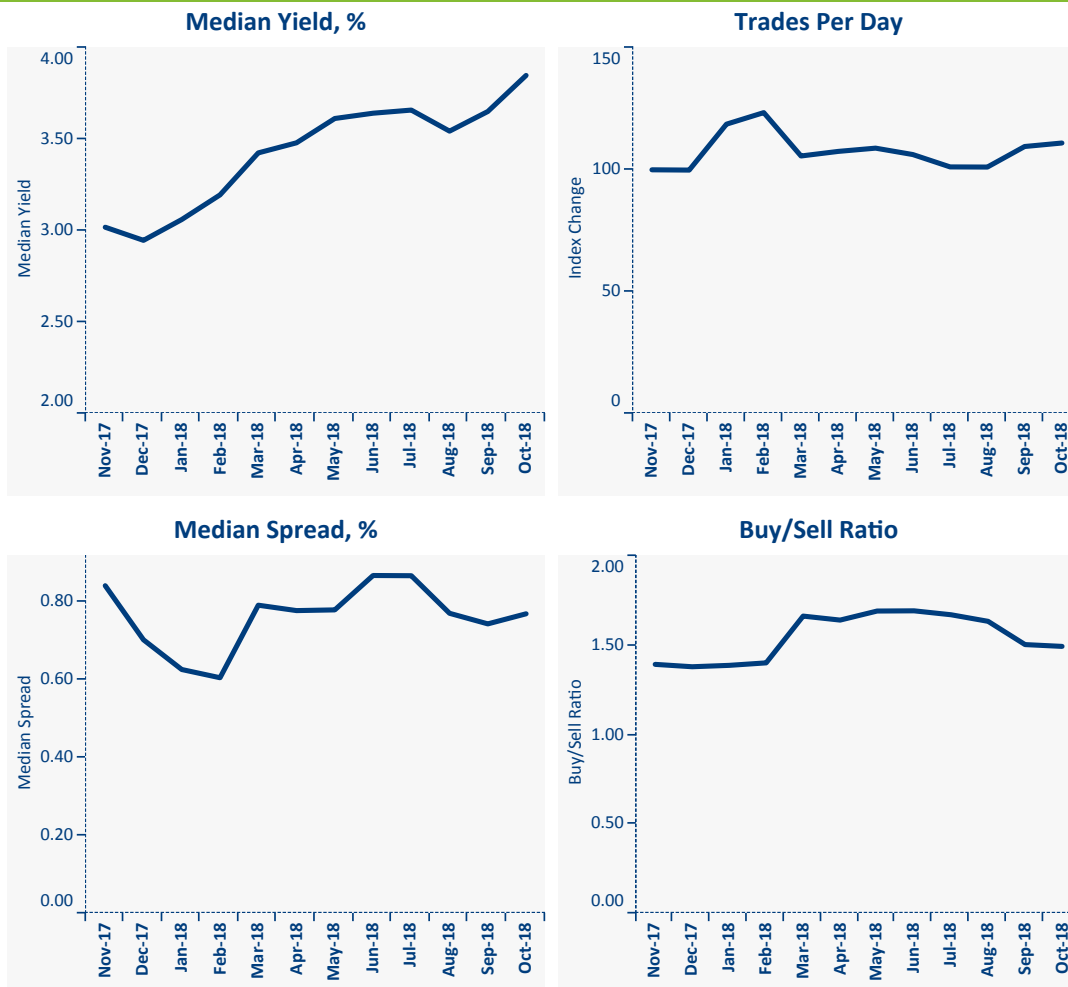 Median Yield, %
4.00
3.50
3.00
2.50
2.00
Median Yield
Nov-17
Dec-17
Jan-18
Feb-18
Mar-18
Apr-18
May-18
Jun-18
Jul-18
Aug-18
Sep-18
Oct-18
Trades Per Day
150
100
50
0
Index Change
Nov-17
Dec-17
Jan-18
Feb-18
Mar-18
Apr-18
May-18
Jun-18
Jul-18
Aug-18
Sep-18
Oct-18
Median Spread, %
0.80
0.60
0.40
0.20
0.00
Median Spread
Nov-17
Dec-17
Jan-18
Feb-18
Mar-18
Apr-18
May-18
Jun-18
Jul-18
Aug-18
Sep-18
Oct-18
Buy/Sell Ratio
2.00
1.50
1.00
0.50
0.00
Buy/Sell Ratio
Nov-17
Dec-17
Jan-18
Feb-18
Mar-18
Apr-18
May-18
Jun-18
Jul-18
Aug-18
Sep-18
Oct-18